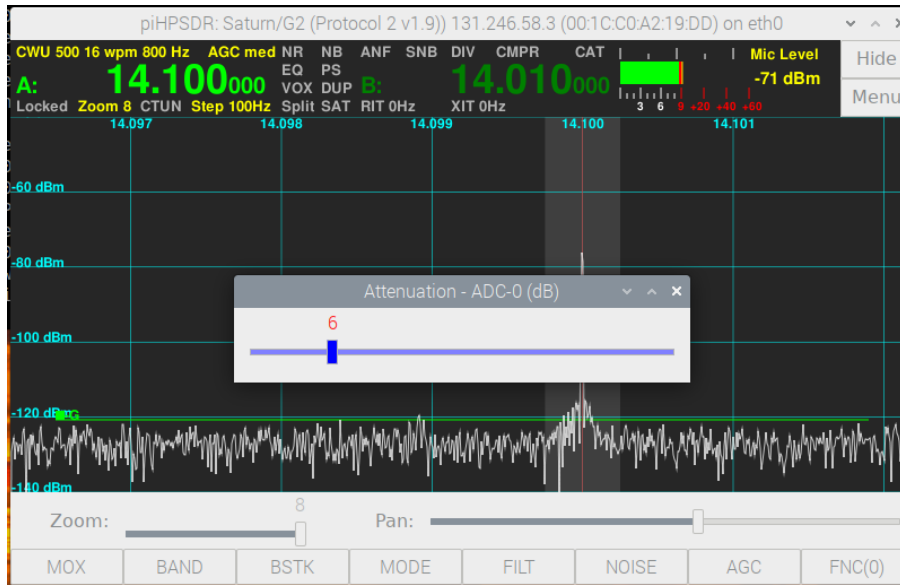 piHPSDR: Saturn/G2 (Protocol 2 v1.9)) 131.246.58.3 (00:1C:C0:A2:19:DD) on eth0
CWU 500 16 wpm 800 Hz AGC med NR NB ANF SNB DIV CMPR CAT Mic Level Hide
EQ PS
A: 14.100000 VOX DUP B: 14.010000 -71 dBm
Locked Zoom 8 CTUN Step 100Hz Split SAT RIT 0Hz XIT 0Hz 3 6 9 +20 +40 +60 Menu
14.097 14.098 14.099 14.100 14.101
-60 dBm
-80 dBm
Attenuation - ADC-0 (dB)
6
-100 dBm
-120 dBm G
-140 dBm
8
Zoom: Pan:
MOX BAND BSTK MODE FILT NOISE AGC FNC(0)